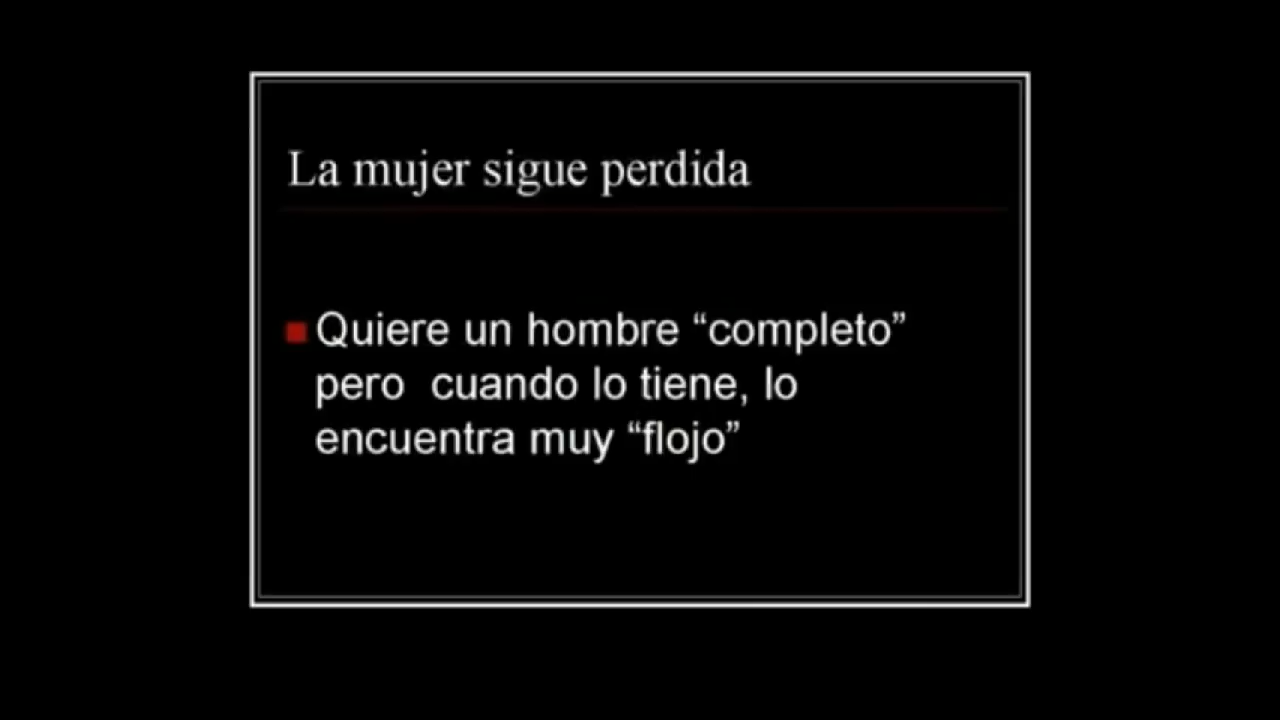 La mujer sigue perdida
Quiere un hombre “completo”
pero  cuando lo tiene, lo
encuentra muy “flojo”